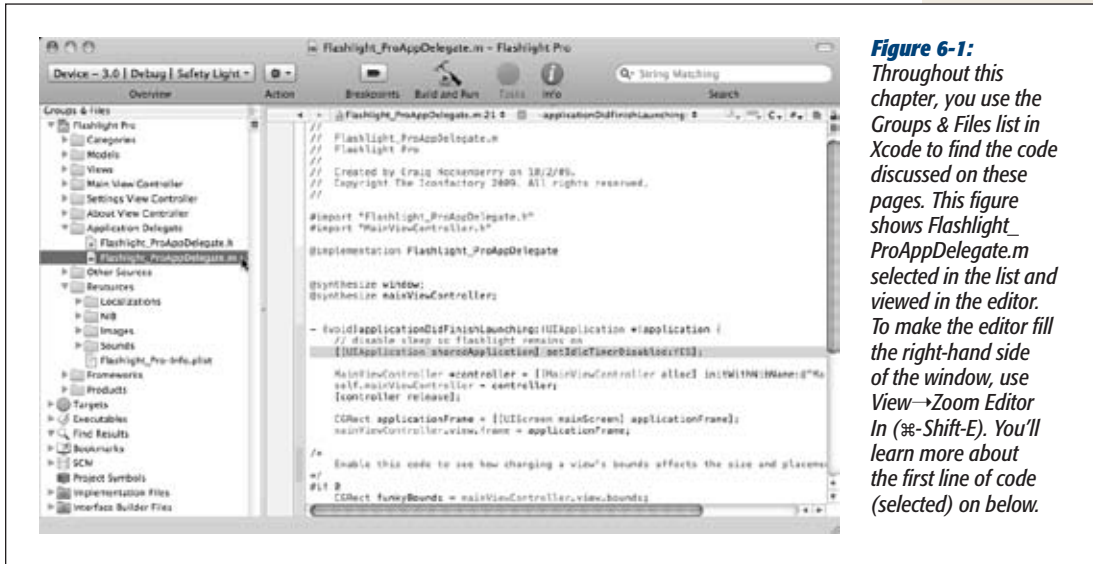 Flashlight_ProAppDelegate.m – Flashlight Pro
Device – 3.0 | Debug | Safety Light
String Matching
Overview
Action
Breakpoints
Build and Run
Tasks
Info
Search
Groups & Files
Flashlight Pro
Categories
Models
Views
Main View Controller
Settings View Controller
About View Controller
Application Delegate
Flashlight_ProAppDelegate.h
Flashlight_ProAppDelegate.m
Other Sources
Resources
Localizations
NIB
Images
Sounds
Flashlight_Pro-Info.plist
Frameworks
Products
Targets
Executables
Find Results
Bookmarks
SCM
Project Symbols
Implementation Files
Interface Builder Files
Flashlight_ProAppDelegate.m:21
-applicationDidFinishLaunching:
//
// Flashlight_ProAppDelegate.m
// Flashlight Pro
//
// Created by Craig Hockenberry on 10/2/09.
// Copyright The Iconfactory 2009. All rights reserved.
//
#import "Flashlight_ProAppDelegate.h"
#import "MainViewController.h"
@implementation Flashlight_ProAppDelegate
@synthesize window;
@synthesize mainViewController;
- (void)applicationDidFinishLaunching:(UIApplication *)application {
// disable sleep so flashlight remains on
[[UIApplication sharedApplication] setIdleTimerDisabled:YES];
MainViewController *controller = [[MainViewController alloc] initWithNibName:@"Ma
self.mainViewController = controller;
[controller release];
CGRect applicationFrame = [[UIScreen mainScreen] applicationFrame];
mainViewController.view.frame = applicationFrame;
/*
Enable this code to see how changing a view's bounds affects the size and placeme
*/
#if 0
CGRect funkyBounds = mainViewController.view.bounds;
Figure 6-1:
Throughout this
chapter, you use the
Groups & Files list in
Xcode to find the code
discussed on these
pages. This figure
shows Flashlight_
ProAppDelegate.m
selected in the list and
viewed in the editor.
To make the editor fill
the right-hand side
of the window, use
View→Zoom Editor
In (⌘-Shift-E). You'll
learn more about
the first line of code
(selected) on below.